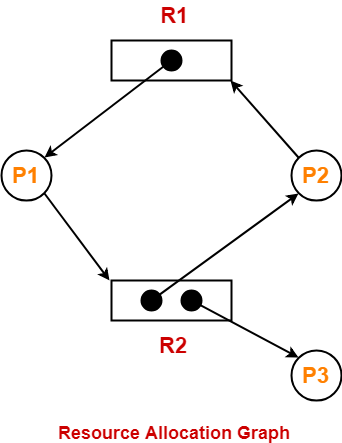 R1
P1
P2
R2
P3
Resource Allocation Graph